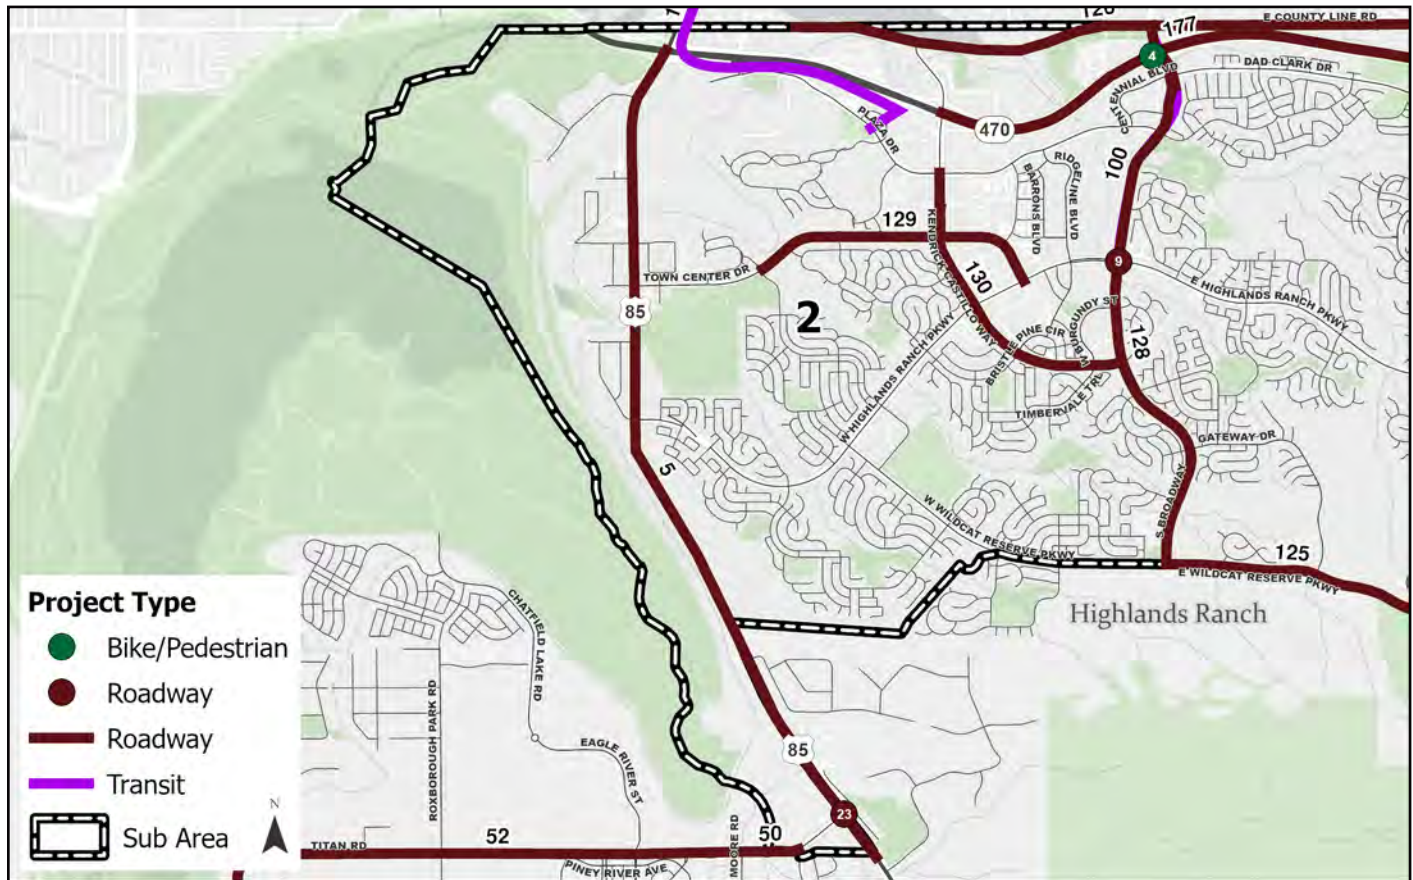 126
E COUNTY LINE RD
177
4
DAD CLARK DR
CENTENNIAL BLVD
PLAZA DR
470
100
RIDGELINE BLVD
BARRONS BLVD
129
KENDRICK CASTILLO WAY
9
TOWN CENTER DR
130
E HIGHLANDS RANCH PKWY
85
2
W BURGUNDY ST
BRISTLE PINE CIR
128
W HIGHLANDS RANCH PKWY
TIMBERVALE TRL
GATEWAY DR
5
S BROADWAY
W WILDCAT RESERVE PKWY
125
E WILDCAT RESERVE PKWY
Highlands Ranch
CHATFIELD LAKE RD
ROXBOROUGH PARK RD
EAGLE RIVER ST
85
23
MOORE RD
50
52
TITAN RD
PINEY RIVER AVE
Project Type
Bike/Pedestrian
Roadway
Roadway
Transit
Sub Area
N